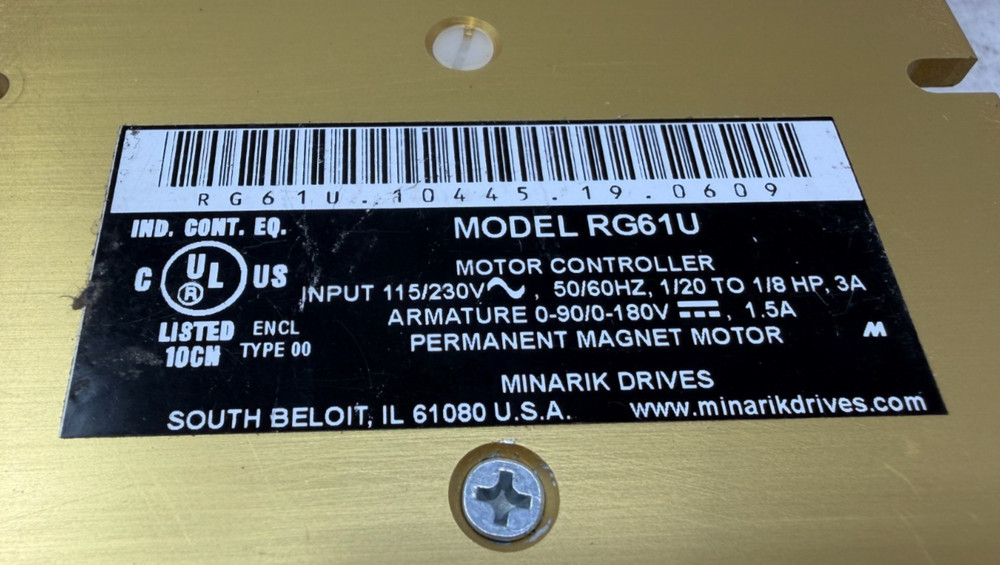 RG61U.10445.19.0609
IND. CONT. EQ.
MODEL RG61U
C UL US
®
MOTOR CONTROLLER
INPUT 115/230V～, 50/60HZ, 1/20 TO 1/8 HP, 3A
ARMATURE 0-90/0-180V ⎓, 1.5A
LISTED
10CN
ENCL
TYPE 00
PERMANENT MAGNET MOTOR
M
MINARIK DRIVES
SOUTH BELOIT, IL 61080 U.S.A. www.minarikdrives.com